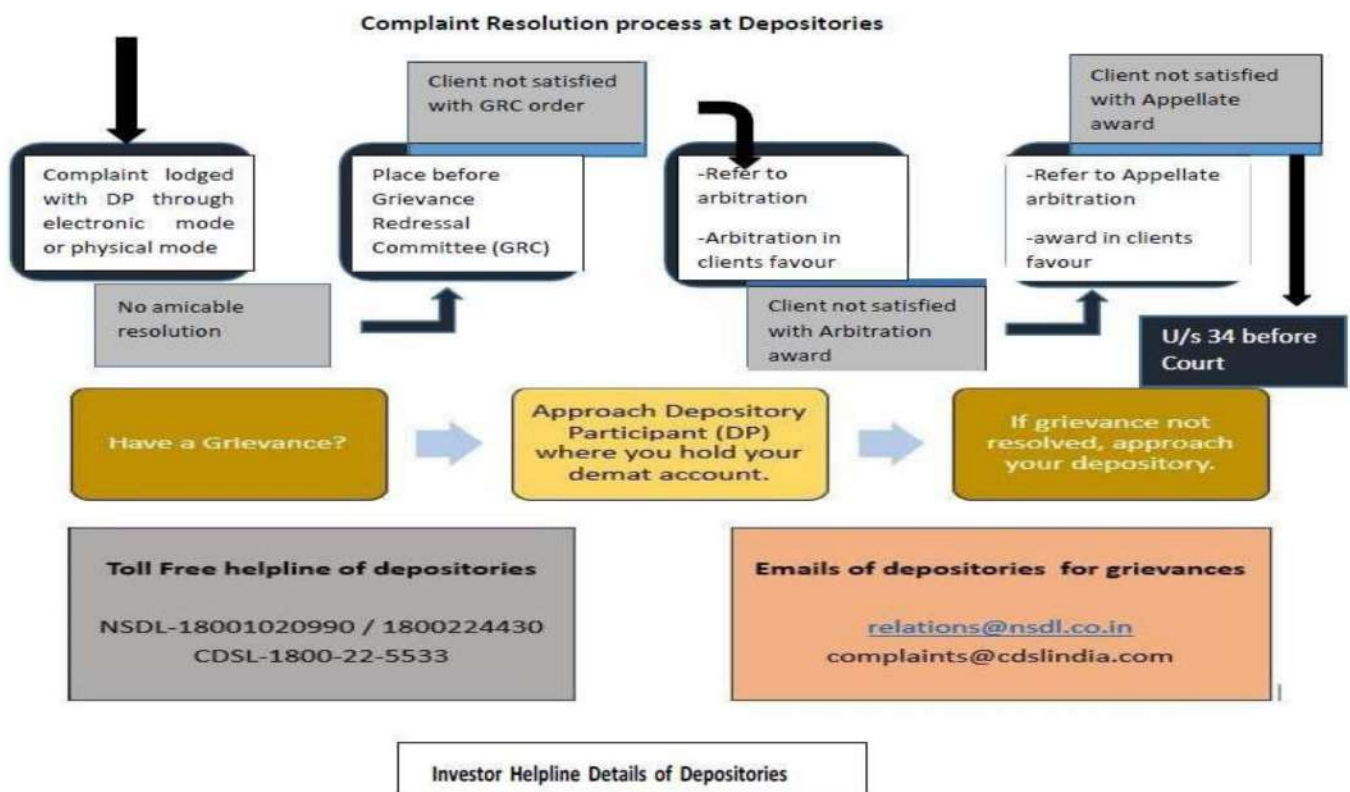 Complaint Resolution process at Depositories
Complaint lodged
with DP through
electronic mode
or physical mode
No amicable
resolution
Place before
Grievance
Redressal
Committee (GRC)
Client not satisfied
with GRC order
-Refer to
arbitration
-Arbitration in
clients favour
Client not satisfied
with Arbitration
award
-Refer to Appellate
arbitration
-award in clients
favour
Client not satisfied
with Appellate
award
U/s 34 before
Court
Have a Grievance?
Approach Depository
Participant (DP)
where you hold your
demat account.
If grievance not
resolved, approach
your depository.
Toll Free helpline of depositories
NSDL-18001020990 / 1800224430
CDSL-1800-22-5533
Emails of depositories for grievances
relations@nsdl.co.in
complaints@cdslindia.com
Investor Helpline Details of Depositories